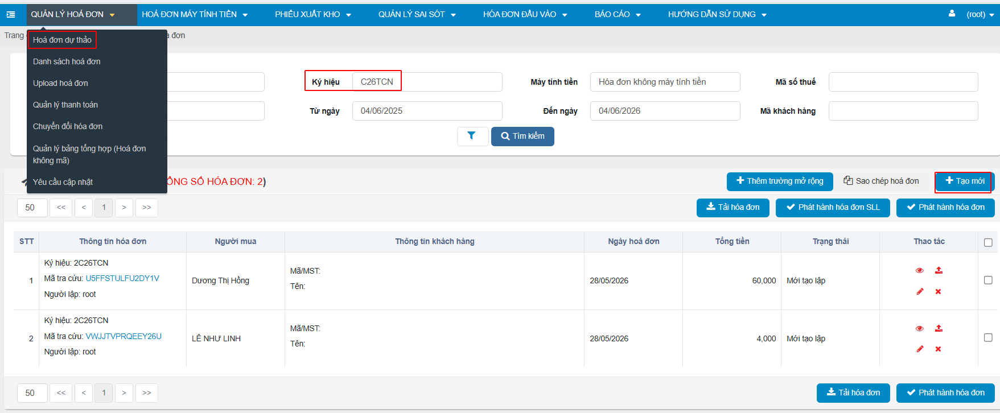 QUẢN LÝ HOÁ ĐƠN
HOÁ ĐƠN MÁY TÍNH TIỀN
PHIẾU XUẤT KHO
QUẢN LÝ SAI SÓT
HÓA ĐƠN ĐẦU VÀO
BÁO CÁO
HƯỚNG DẪN SỬ DỤNG
(root)
Trang
đơn
Hoá đơn dự thảo
Danh sách hoá đơn
Upload hoá đơn
Quản lý thanh toán
Chuyển đổi hóa đơn
Quản lý bảng tổng hợp (Hoá đơn
không mã)
Yêu cầu cập nhật
Ký hiệu C26TCN
Máy tính tiền Hóa đơn không máy tính tiền
Mã số thuế
Từ ngày 04/06/2025
Đến ngày 04/06/2026
Mã khách hàng
Tìm kiếm
SỐ HÓA ĐƠN: 2)
Thêm trường mở rộng
Sao chép hoá đơn
Tạo mới
50 << < 1 > >>
Tải hóa đơn
Phát hành hóa đơn SLL
Phát hành hóa đơn
STT Thông tin hóa đơn Người mua Thông tin khách hàng Ngày hoá đơn Tổng tiền Trạng thái Thao tác
Ký hiệu: 2C26TCN
1 Mã tra cứu: U5FFSTULFU2DY1V
Người lập: root
Dương Thị Hồng
Mã/MST:
Tên:
28/05/2026
60,000
Mới tạo lập
Ký hiệu: 2C26TCN
2 Mã tra cứu: VWJJTVPRQEEY26U
Người lập: root
LÊ NHƯ LINH
Mã/MST:
Tên:
28/05/2026
4,000
Mới tạo lập
50 << < 1 > >>
Tải hóa đơn
Phát hành hóa đơn